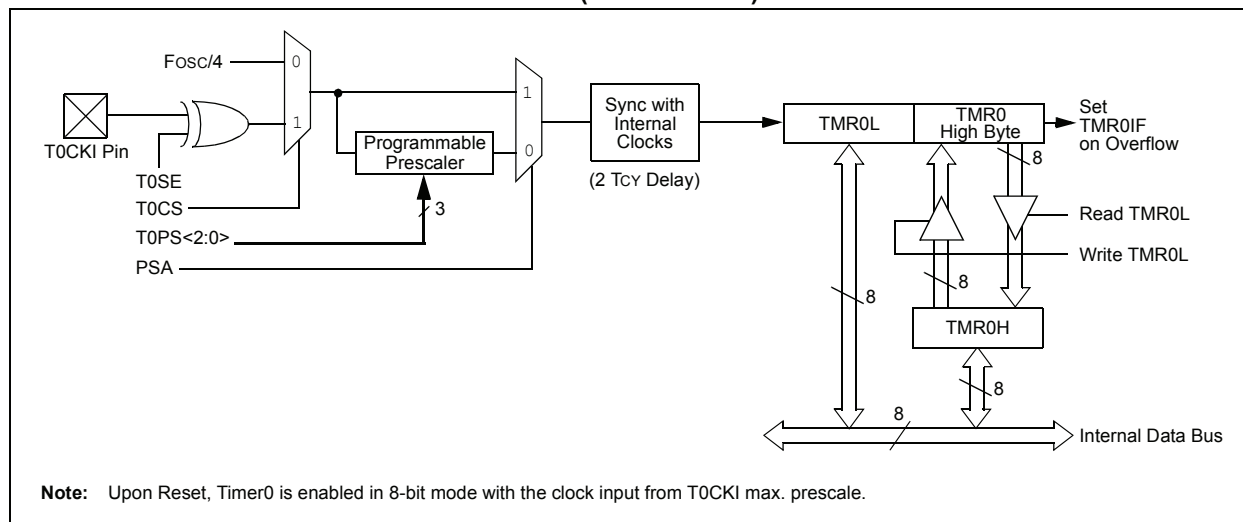 FOSC/4
0
1
T0CKI Pin
T0SE
T0CS
T0PS<2:0>
PSA
Programmable
Prescaler
3
1
0
Sync with
Internal
Clocks
(2 TCY Delay)
TMR0L
TMR0
High Byte
Set
TMR0IF
on Overflow
8
Read TMR0L
Write TMR0L
8
8
TMR0H
8
8
Internal Data Bus
Note: Upon Reset, Timer0 is enabled in 8-bit mode with the clock input from T0CKI max. prescale.